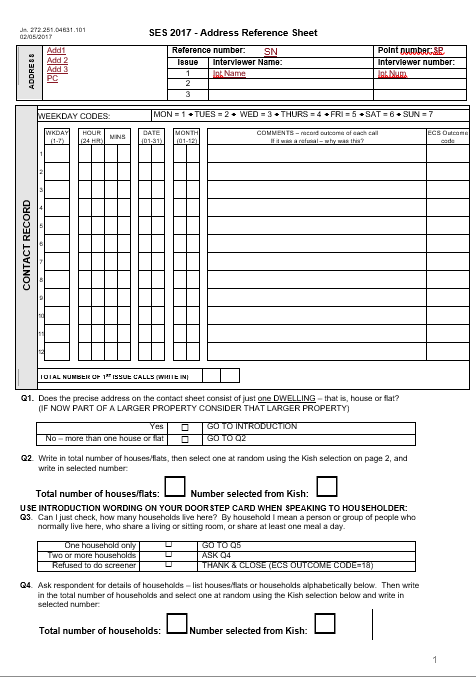 Jn. 272.251.04631.101
02/05/2017
SES 2017 - Address Reference Sheet
ADDRESS
Add1
Add 2
Add 3
PC
Reference number: SN
Point number: SP
Issue
Interviewer Name:
Interviewer number:
1
Int Name
Int Num
2
3
CONTACT RECORD
WEEKDAY CODES:
MON = 1 • TUES = 2 • WED = 3 • THURS = 4 • FRI = 5 • SAT = 6 • SUN = 7
WKDAY
(1-7)
HOUR
(24 HR)
MINS
DATE
(01-31)
MONTH
(01-12)
COMMENTS – record outcome of each call
If it was a refusal – why was this?
ECS Outcome
code
1
2
3
4
5
6
7
8
9
10
11
12
TOTAL NUMBER OF 1ST ISSUE CALLS (WRITE IN)
Q1. Does the precise address on the contact sheet consist of just one DWELLING – that is, house or flat?
(IF NOW PART OF A LARGER PROPERTY CONSIDER THAT LARGER PROPERTY)
Yes ☐ GO TO INTRODUCTION
No – more than one house or flat ☐ GO TO Q2
Q2. Write in total number of houses/flats, then select one at random using the Kish selection on page 2, and
write in selected number:
Total number of houses/flats: Number selected from Kish:
USE INTRODUCTION WORDING ON YOUR DOORSTEP CARD WHEN SPEAKING TO HOUSEHOLDER:
Q3. Can I just check, how many households live here? By household I mean a person or group of people who
normally live here, who share a living or sitting room, or share at least one meal a day.
One household only ☐ GO TO Q5
Two or more households ☐ ASK Q4
Refused to do screener ☐ THANK & CLOSE (ECS OUTCOME CODE=18)
Q4. Ask respondent for details of households – list houses/flats or households alphabetically below. Then write
in the total number of households and select one at random using the Kish selection below and write in
selected number:
Total number of households: Number selected from Kish:
1